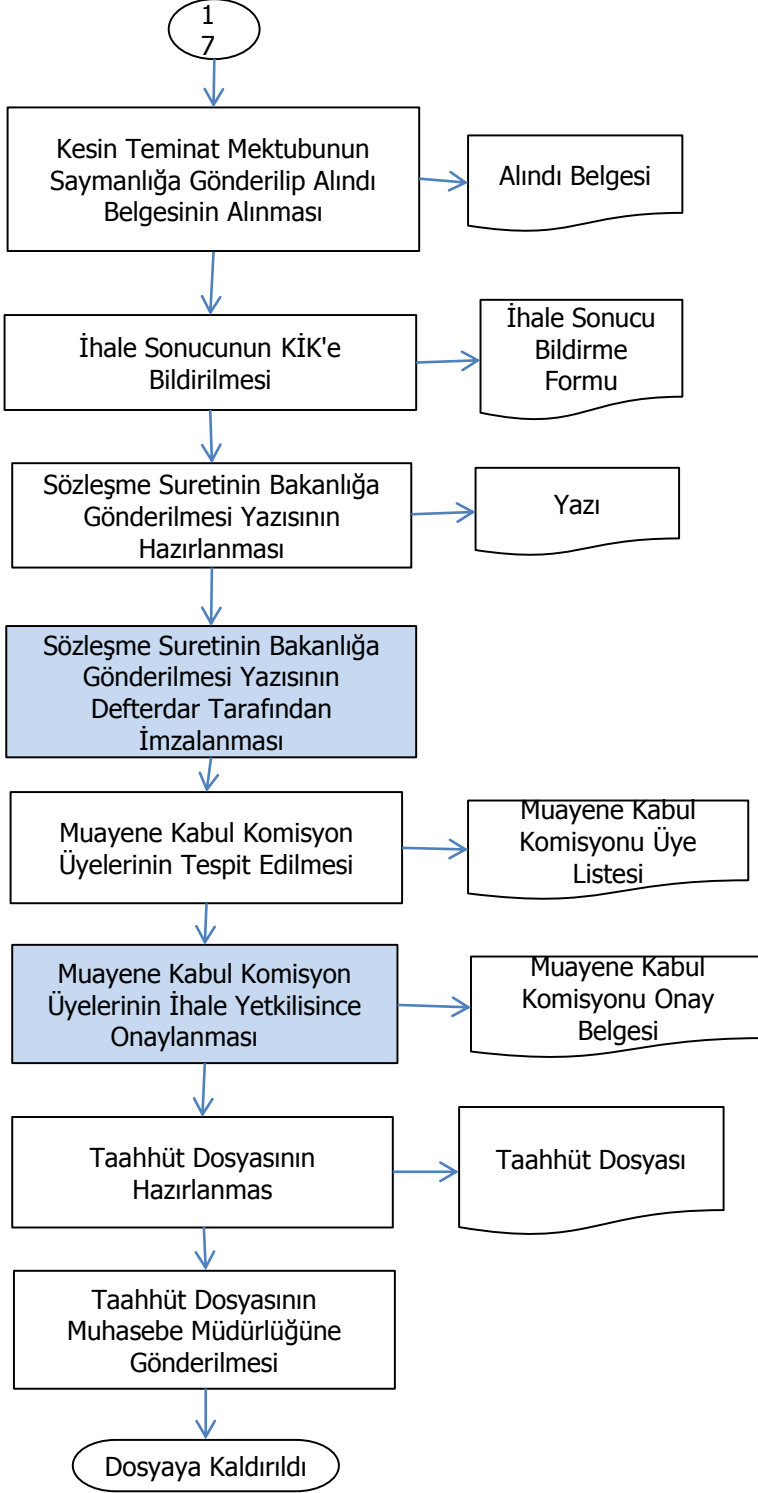 1
7
Kesin Teminat Mektubunun
Saymanlığa Gönderilip Alındı
Belgesinin Alınması
Alındı Belgesi
İhale Sonucunun KİK'e
Bildirilmesi
İhale Sonucu
Bildirme
Formu
Sözleşme Suretinin Bakanlığa
Gönderilmesi Yazısının
Hazırlanması
Yazı
Sözleşme Suretinin Bakanlığa
Gönderilmesi Yazısının
Defterdar Tarafından
İmzalanması
Muayene Kabul Komisyon
Üyelerinin Tespit Edilmesi
Muayene Kabul
Komisyonu Üye
Listesi
Muayene Kabul Komisyon
Üyelerinin İhale Yetkilisince
Onaylanması
Muayene Kabul
Komisyonu Onay
Belgesi
Taahhüt Dosyasının
Hazırlanmas
Taahhüt Dosyası
Taahhüt Dosyasının
Muhasebe Müdürlüğüne
Gönderilmesi
Dosyaya Kaldırıldı